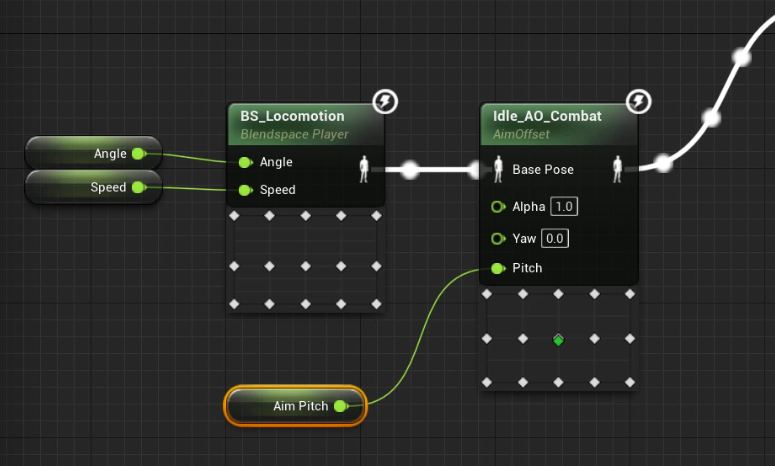 BS_Locomotion
Blendspace Player
Angle
Angle
Speed
Speed
Idle_AO_Combat
AimOffset
Base Pose
Alpha 1.0
Yaw 0.0
Pitch
Aim Pitch